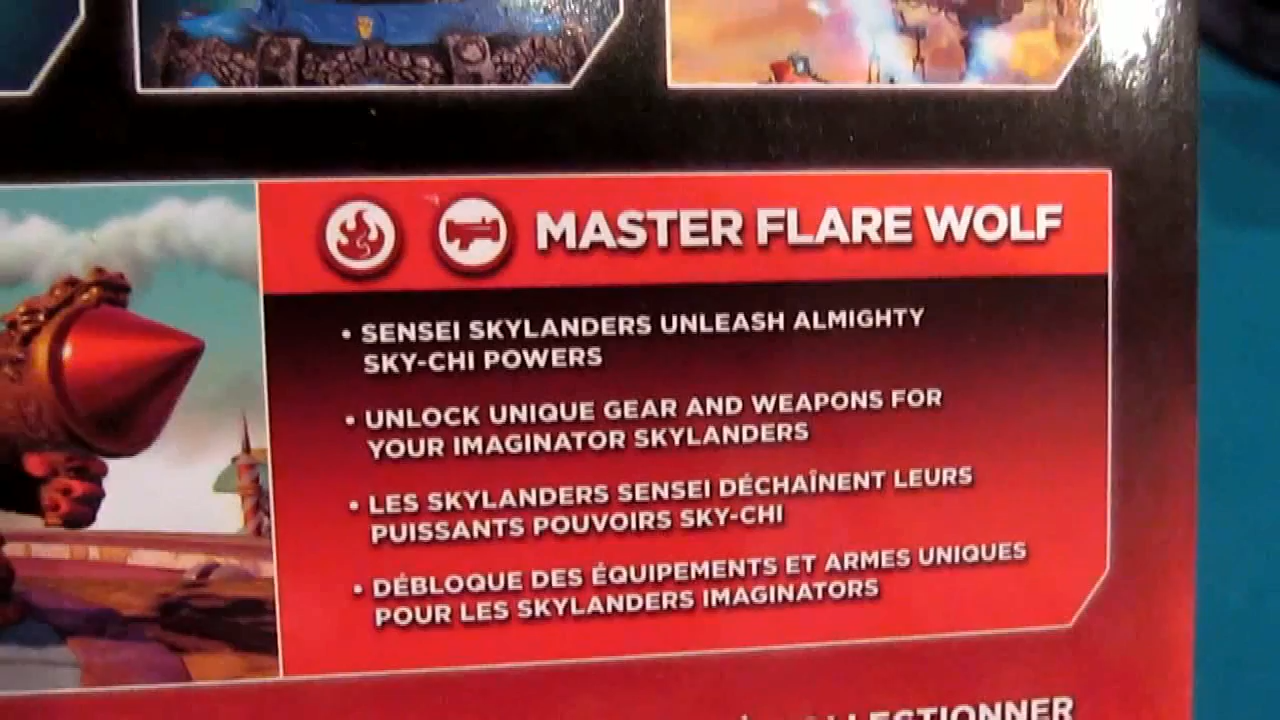 MASTER FLARE WOLF
• SENSEI SKYLANDERS UNLEASH ALMIGHTY
SKY-CHI POWERS
• UNLOCK UNIQUE GEAR AND WEAPONS FOR
YOUR IMAGINATOR SKYLANDERS
• LES SKYLANDERS SENSEI DÉCHAÎNENT LEURS
PUISSANTS POUVOIRS SKY-CHI
• DÉBLOQUE DES ÉQUIPEMENTS ET ARMES UNIQUES
POUR LES SKYLANDERS IMAGINATORS